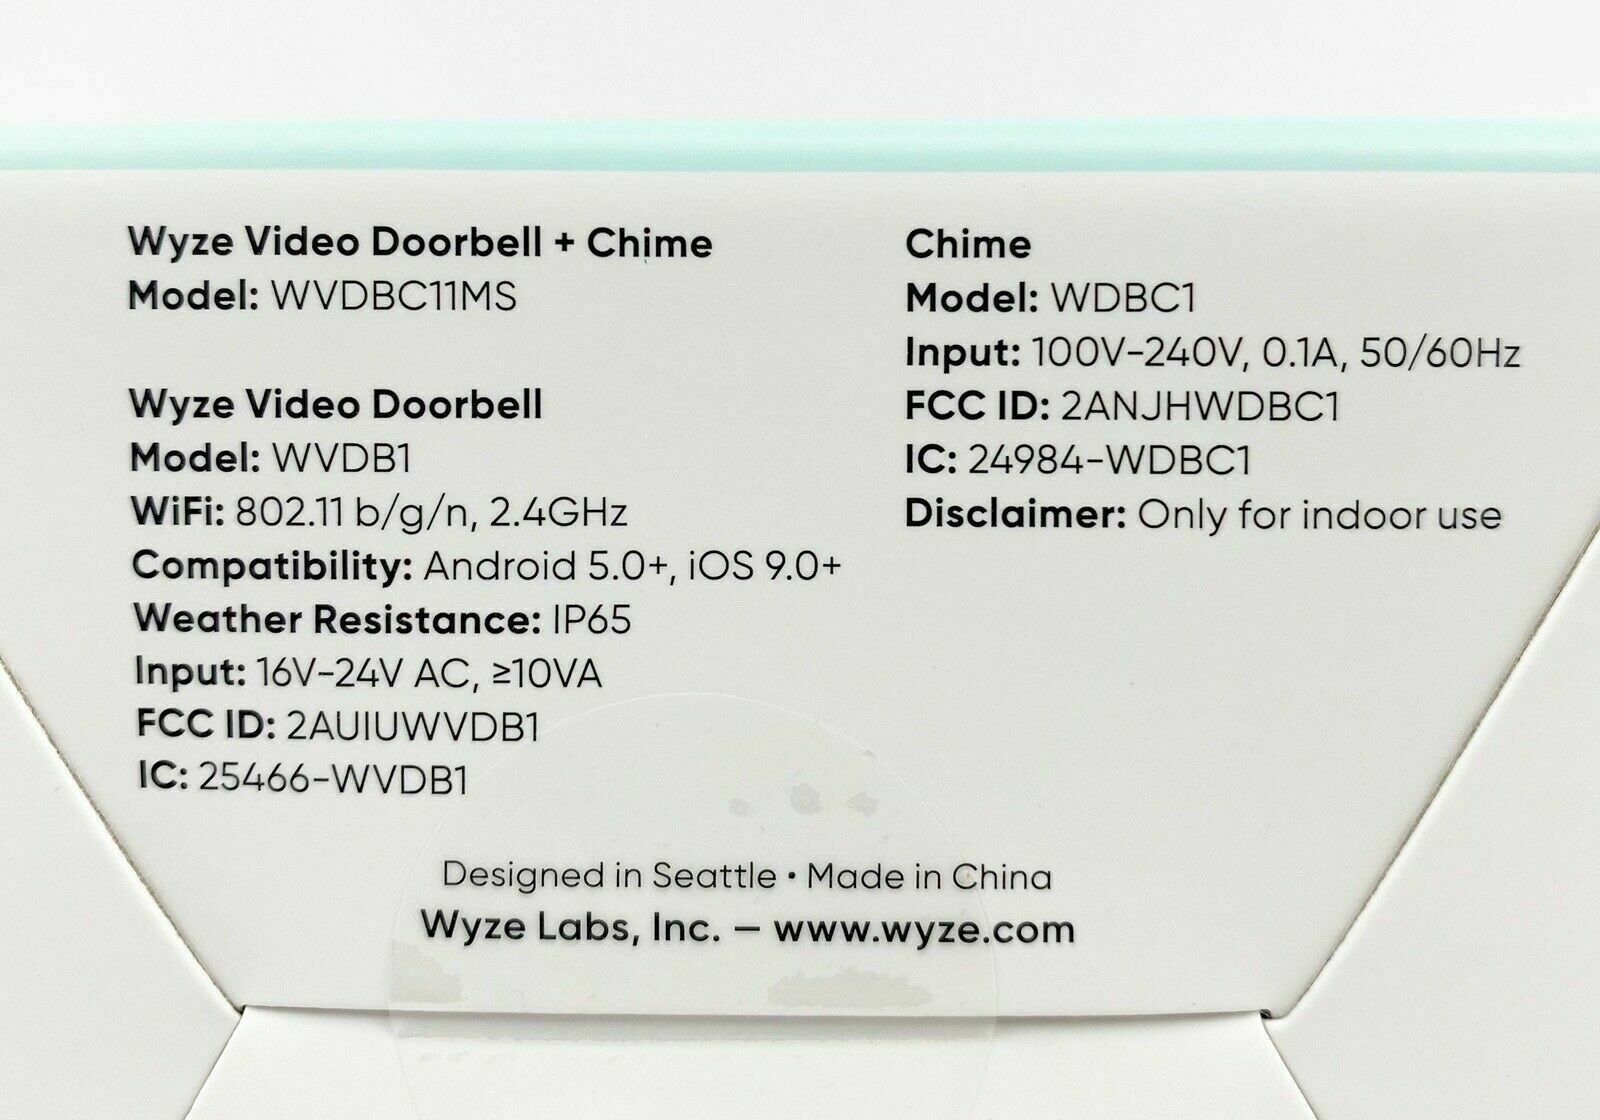 Wyze Video Doorbell + Chime
Model: WVDBC11MS
Wyze Video Doorbell
Model: WVDB1
WiFi: 802.11 b/g/n, 2.4GHz
Compatibility: Android 5.0+, iOS 9.0+
Weather Resistance: IP65
Input: 16V-24V AC, ≥10VA
FCC ID: 2AUIUWVDB1
IC: 25466-WVDB1
Chime
Model: WDBC1
Input: 100V-240V, 0.1A, 50/60Hz
FCC ID: 2ANJHWDBC1
IC: 24984-WDBC1
Disclaimer: Only for indoor use
Designed in Seattle • Made in China
Wyze Labs, Inc. — www.wyze.com